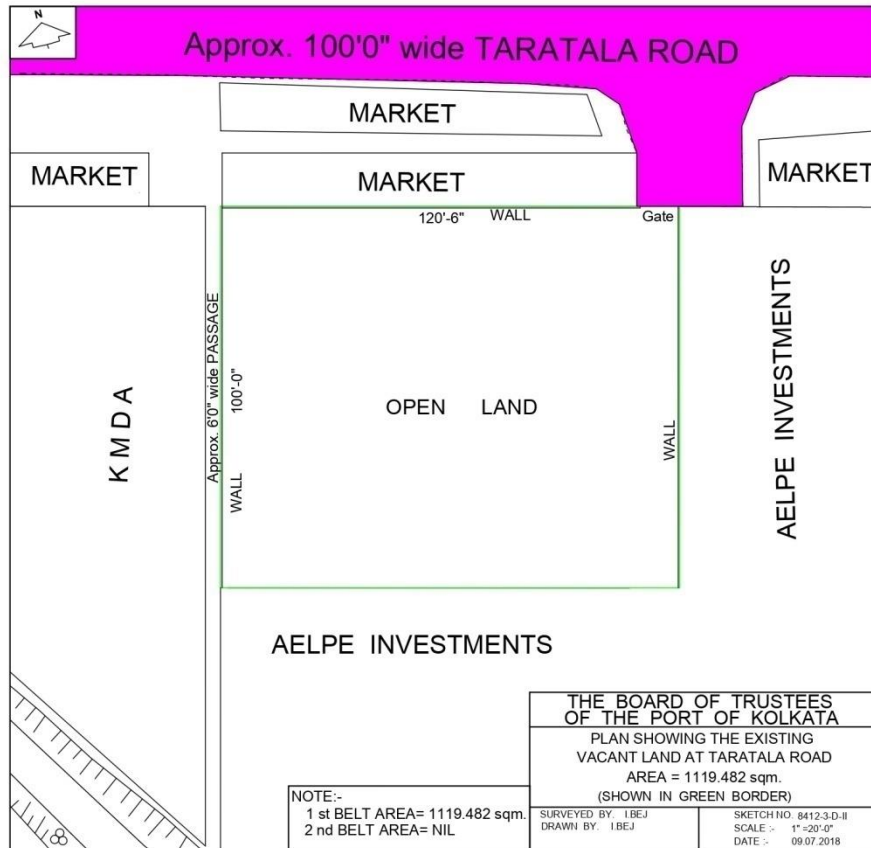 N
Approx. 100'0" wide TARATALA ROAD
MARKET
MARKET
MARKET
MARKET
120'-6"
WALL
Gate
Approx. 6'0" wide PASSAGE
100'-0"
WALL
K M D A
OPEN LAND
WALL
AELPE INVESTMENTS
AELPE INVESTMENTS
THE BOARD OF TRUSTEES
OF THE PORT OF KOLKATA
PLAN SHOWING THE EXISTING
VACANT LAND AT TARATALA ROAD
AREA = 1119.482 sqm.
(SHOWN IN GREEN BORDER)
NOTE:-
1 st BELT AREA= 1119.482 sqm.
2 nd BELT AREA= NIL
SURVEYED BY. I.BEJ
DRAWN BY. I.BEJ
SKETCH NO. 8412-3-D-II
SCALE :- 1" =20'-0"
DATE :- 09.07.2018